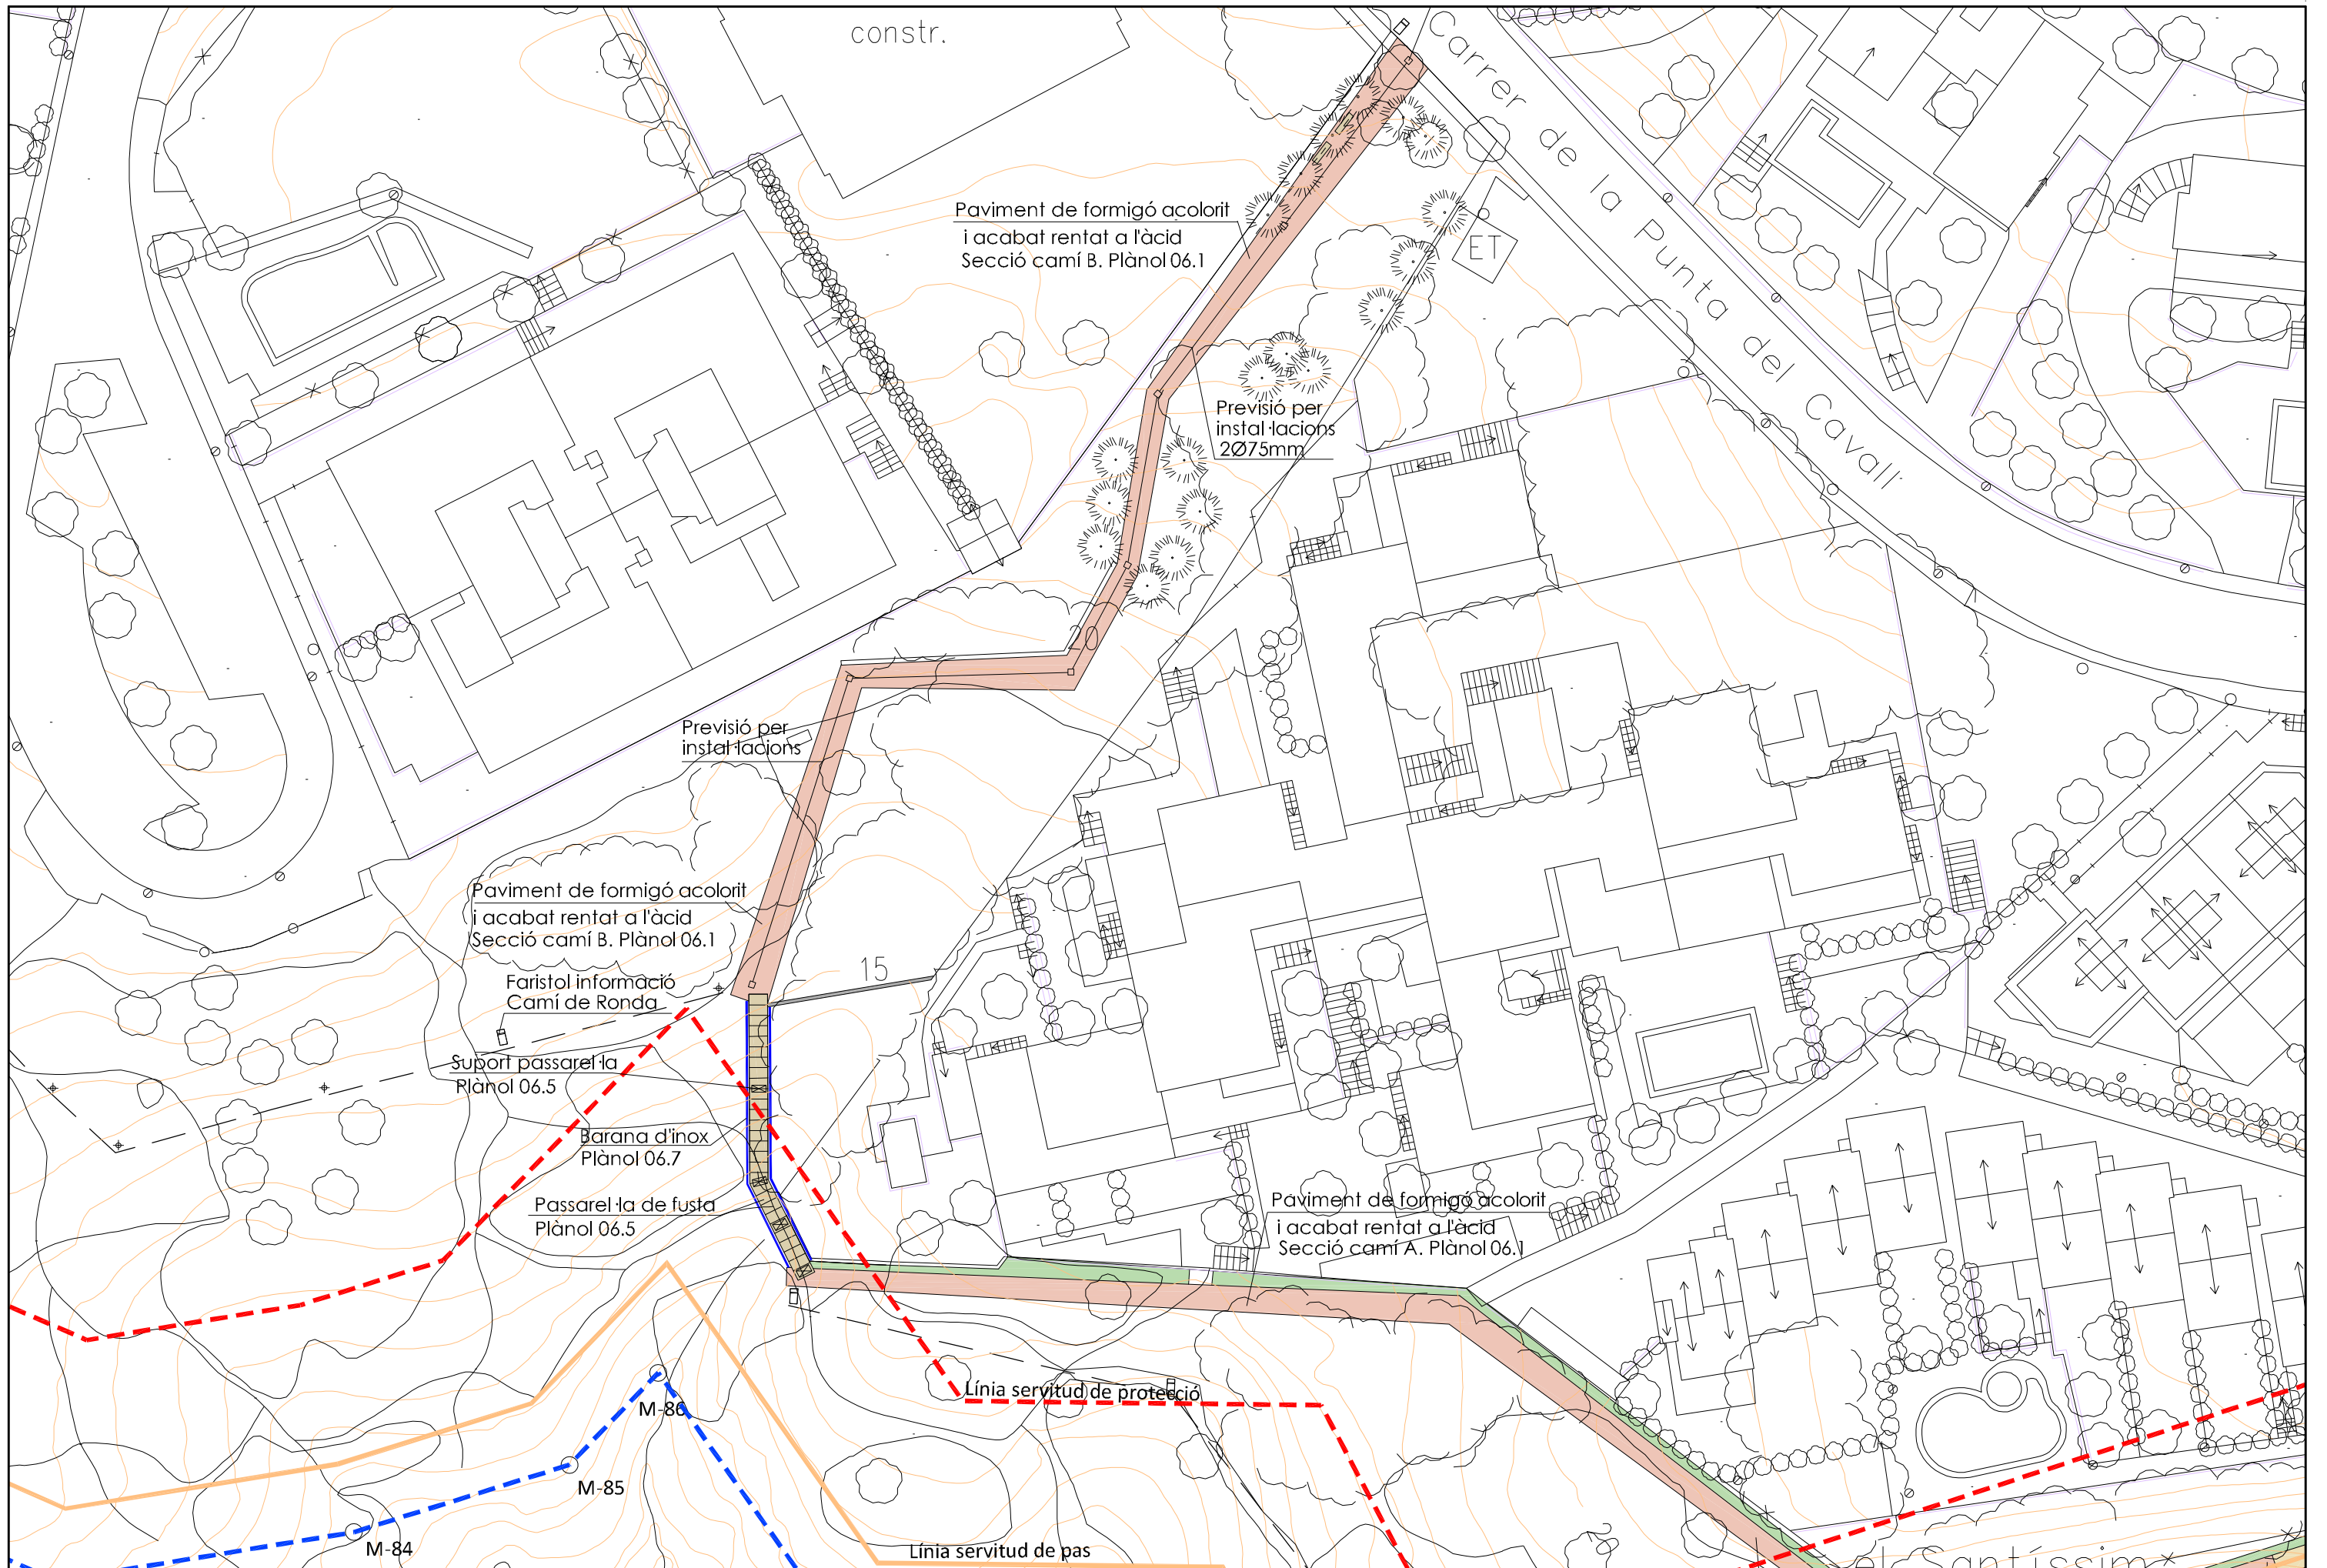 constr.
Carrer de la Punta del Cavall
Paviment de formigó acolorit
i acabat rentat a l'àcid
Secció camí B. Plànol 06.1
ET
Previsió per
instal·lacions
2Ø75mm
20
Previsió per
instal·lacions
Paviment de formigó acolorit
i acabat rentat a l'àcid
Secció camí B. Plànol 06.1
15
Faristol informació
Camí de Ronda
Suport passarel·la
Plànol 06.5
Barana d'inox
Plànol 06.7
Passarel·la de fusta
Plànol 06.5
Paviment de formigó acolorit
i acabat rentat a l'àcid
Secció camí A. Plànol 06.1
Línia servitud de protecció
M-86
M-85
M-84
Línia servitud de pas
el Santíssim